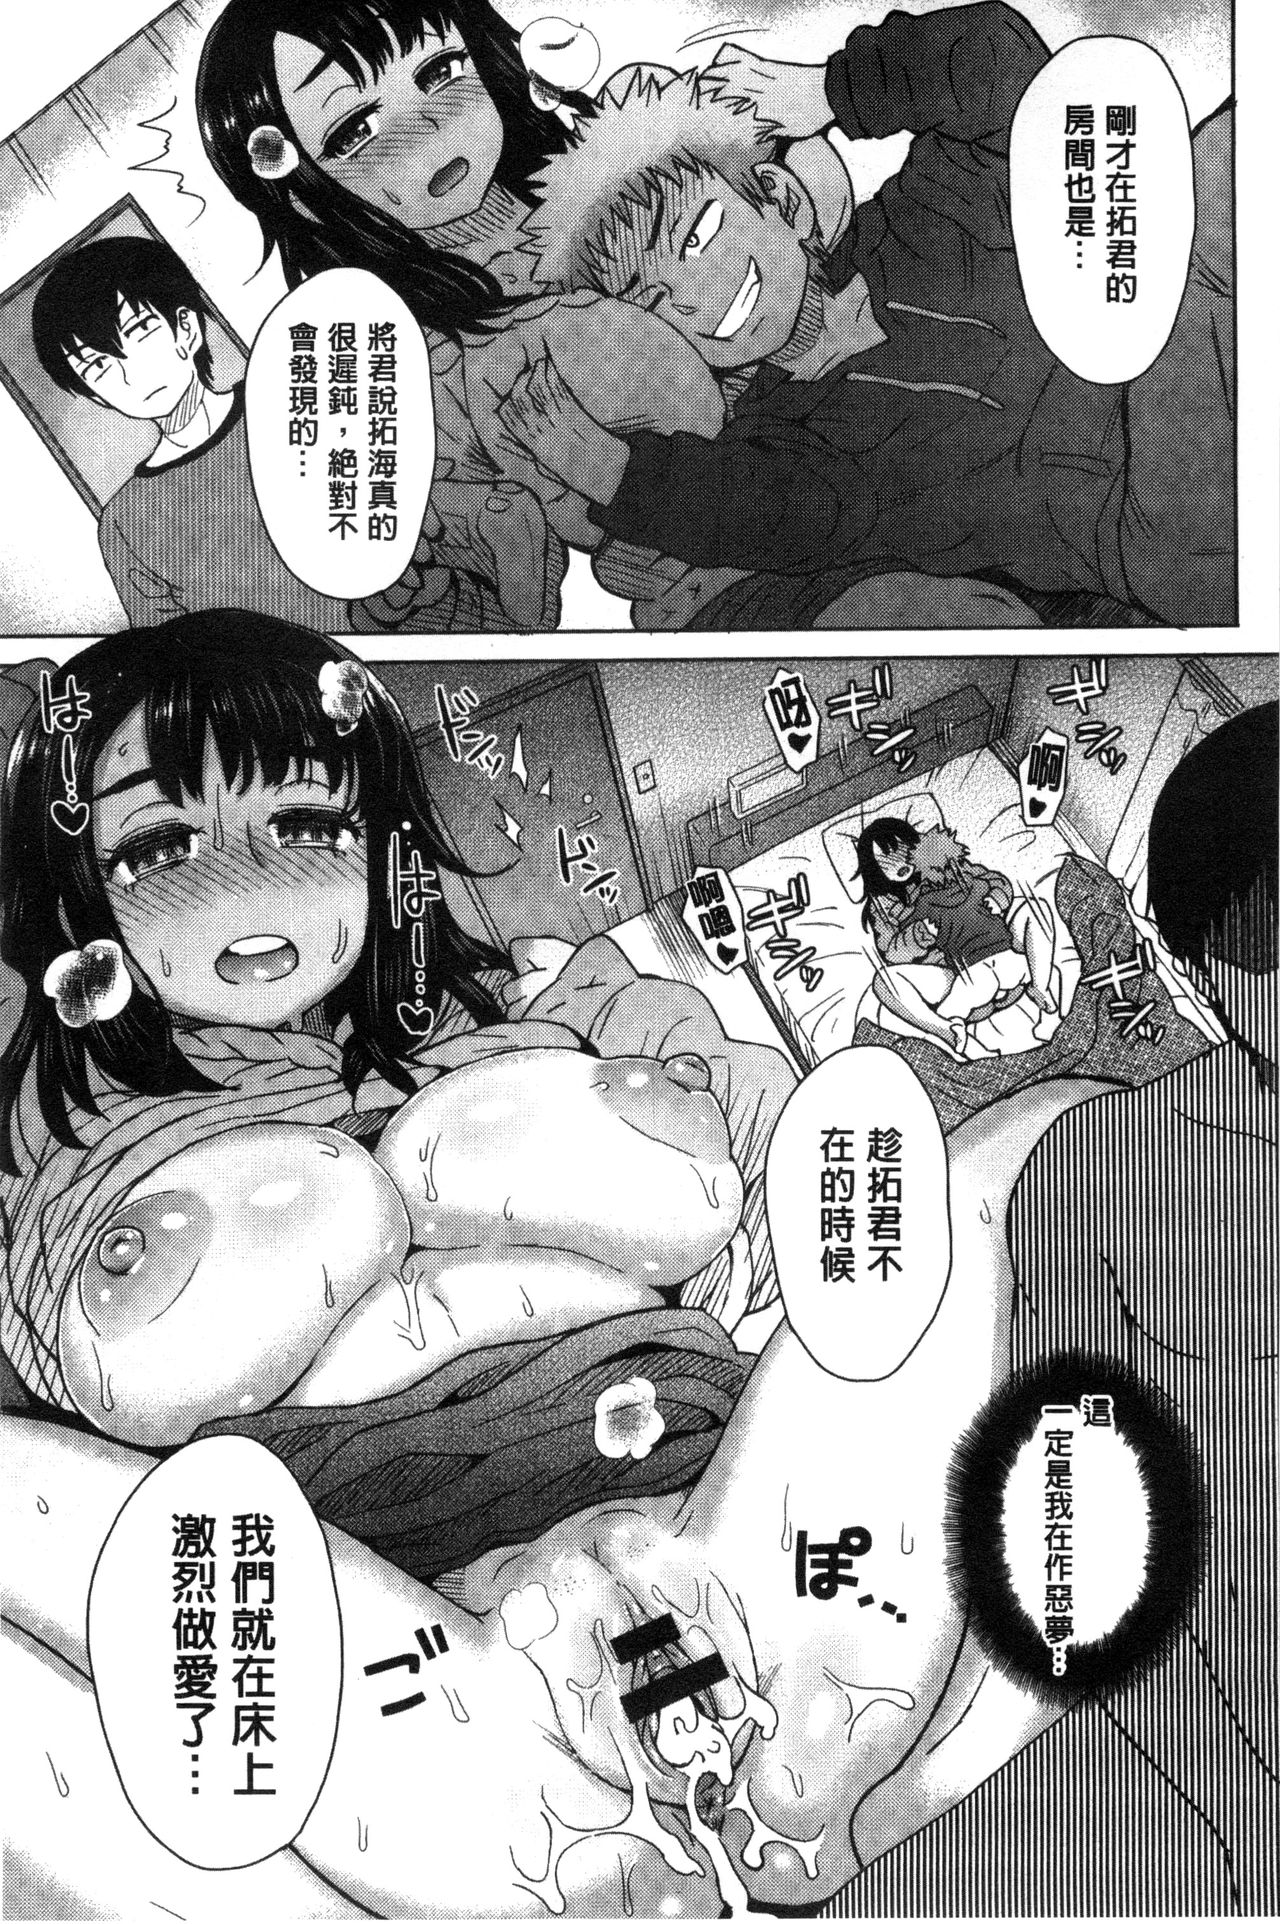 剛才在拓君的
房間也是…
將君說拓海真的
很遲鈍，絕對不
會發現的…
呀♥
啊♥
啊嗯♥
ギシッ
ギシッ
ギシッ
ギシッ
ドンッ
ドンッ
はー…♥
はー…♥
趁拓君不
在的時候
這
一定是我在作惡夢…
ぽ…
ビゴ
我們就在床上
激烈做愛了…